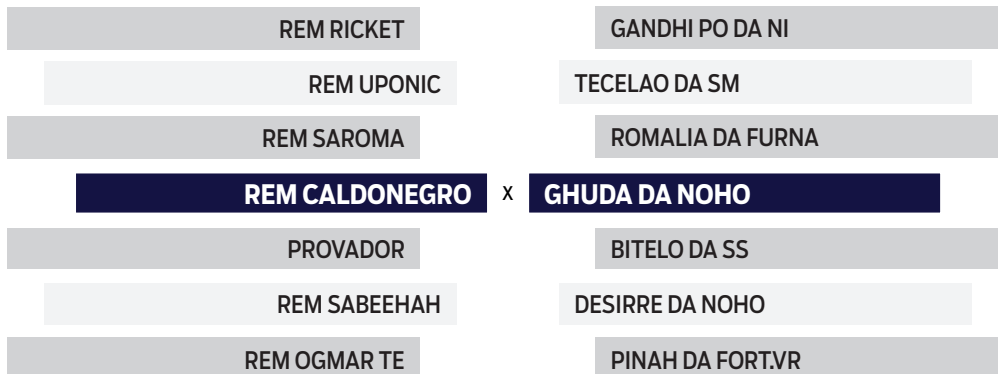 REM RICKET GANDHI PO DA NI
REM UPONIC TECELAO DA SM
REM SAROMA ROMALIA DA FURNA
REM CALDONEGRO x GHUDA DA NOHO
PROVADOR BITELO DA SS
REM SABEEHAH DESIRRE DA NOHO
REM OGMAR TE PINAH DA FORT.VR